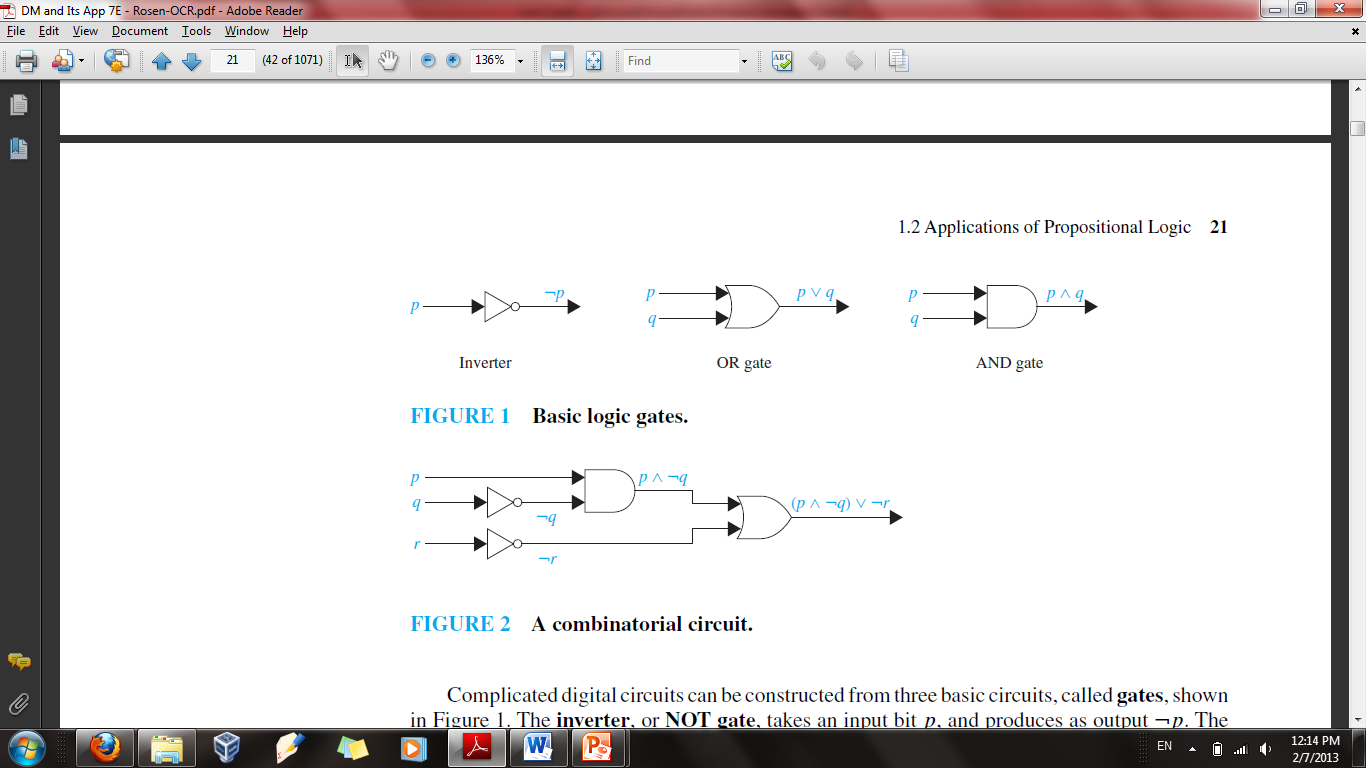 DM and Its App 7E - Rosen-OCR.pdf - Adobe Reader
File Edit View Document Tools Window Help
21 (42 of 1071) 136% Find
1.2 Applications of Propositional Logic 21
p ¬p p q p ∨ q p q p ∧ q
Inverter OR gate AND gate
FIGURE 1 Basic logic gates.
p p ∧ ¬q
q ¬q (p ∧ ¬q) ∨ ¬r
r ¬r
FIGURE 2 A combinatorial circuit.
Complicated digital circuits can be constructed from three basic circuits, called gates, shown
in Figure 1. The inverter, or NOT gate, takes an input bit p, and produces as output ¬p. The
EN 12:14 PM
2/7/2013